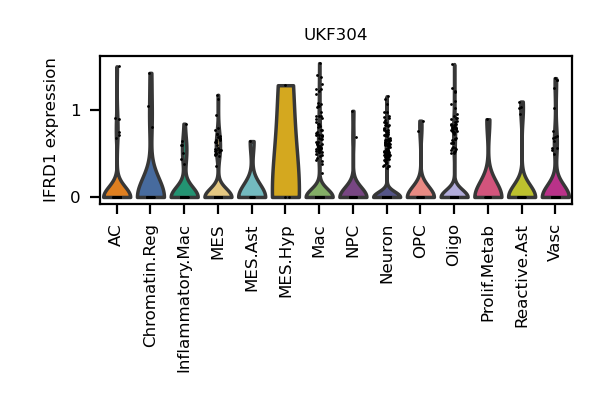 UKF304
IFRD1 expression
1
0
AC
Chromatin.Reg
Inflammatory.Mac
MES
MES.Ast
MES.Hyp
Mac
NPC
Neuron
OPC
Oligo
Prolif.Metab
Reactive.Ast
Vasc